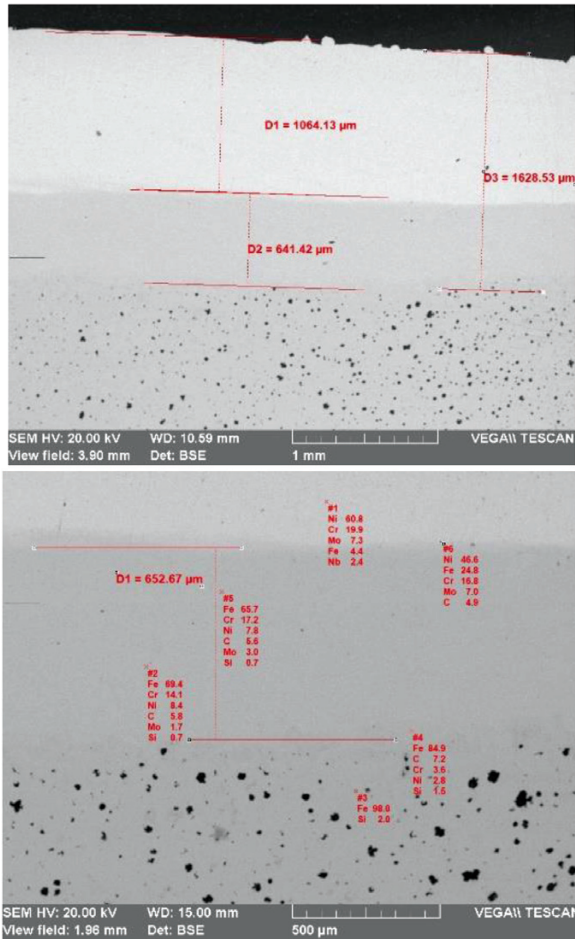 D1 = 1064.13 µm
D3 = 1628.53 µm
D2 = 641.42 µm
SEM HV: 20.00 kV WD: 10.59 mm VEGA\\ TESCAN
View field: 3.90 mm Det: BSE 1 mm
#1
Ni 60.8
Cr 19.9
Mo 7.3
Fe 4.4
Nb 2.4
#6
Ni 46.6
Fe 24.8
Cr 16.8
Mo 7.0
C 4.9
D1 = 652.67 µm
#5
Fe 65.7
Cr 17.2
Ni 7.8
C 5.6
Mo 3.0
Si 0.7
#2
Fe 69.4
Cr 14.1
Ni 8.4
C 5.8
Mo 1.7
Si 0.7
#4
Fe 84.9
C 7.2
Cr 3.6
Ni 2.8
Si 1.5
#3
Fe 98.0
Si 2.0
SEM HV: 20.00 kV WD: 15.00 mm VEGA\\ TESCAN
View field: 1.96 mm Det: BSE 500 µm